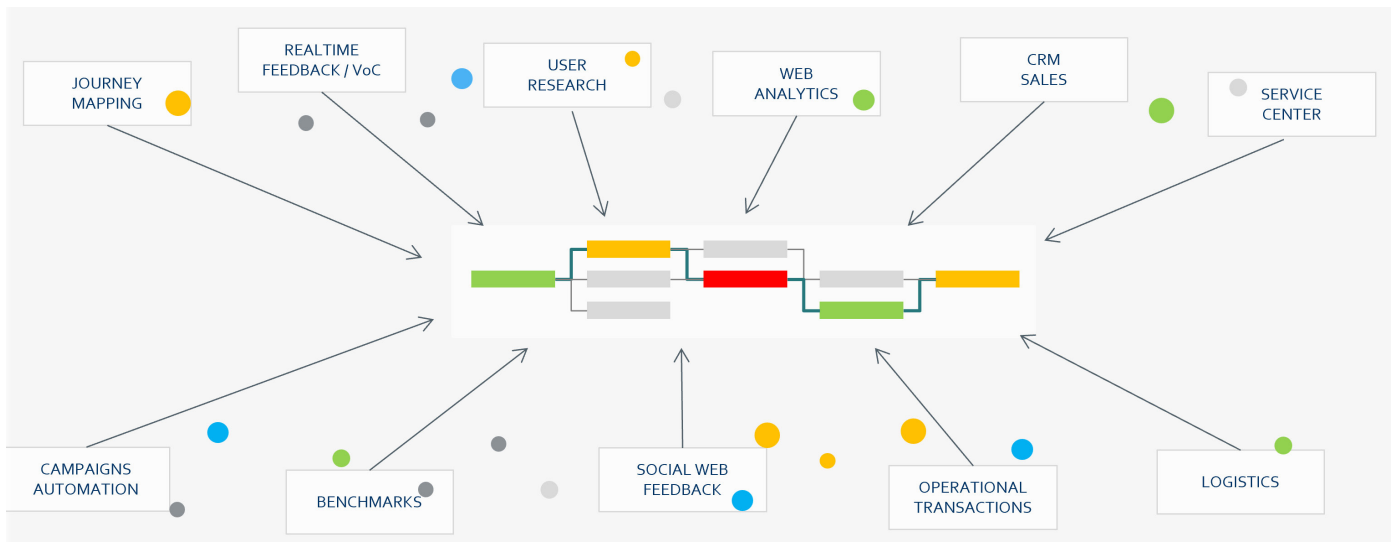 JOURNEY
MAPPING
REALTIME
FEEDBACK / VoC
USER
RESEARCH
WEB
ANALYTICS
CRM
SALES
SERVICE
CENTER
CAMPAIGNS
AUTOMATION
BENCHMARKS
SOCIAL WEB
FEEDBACK
OPERATIONAL
TRANSACTIONS
LOGISTICS